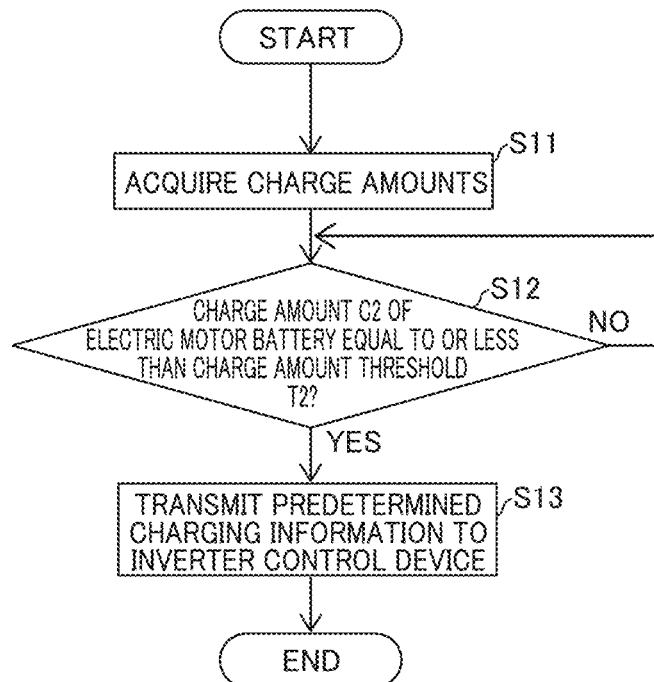 START
S11
ACQUIRE CHARGE AMOUNTS
S12
CHARGE AMOUNT C2 OF
ELECTRIC MOTOR BATTERY EQUAL TO OR LESS
THAN CHARGE AMOUNT THRESHOLD
T2?
NO
YES
S13
TRANSMIT PREDETERMINED
CHARGING INFORMATION TO
INVERTER CONTROL DEVICE
END